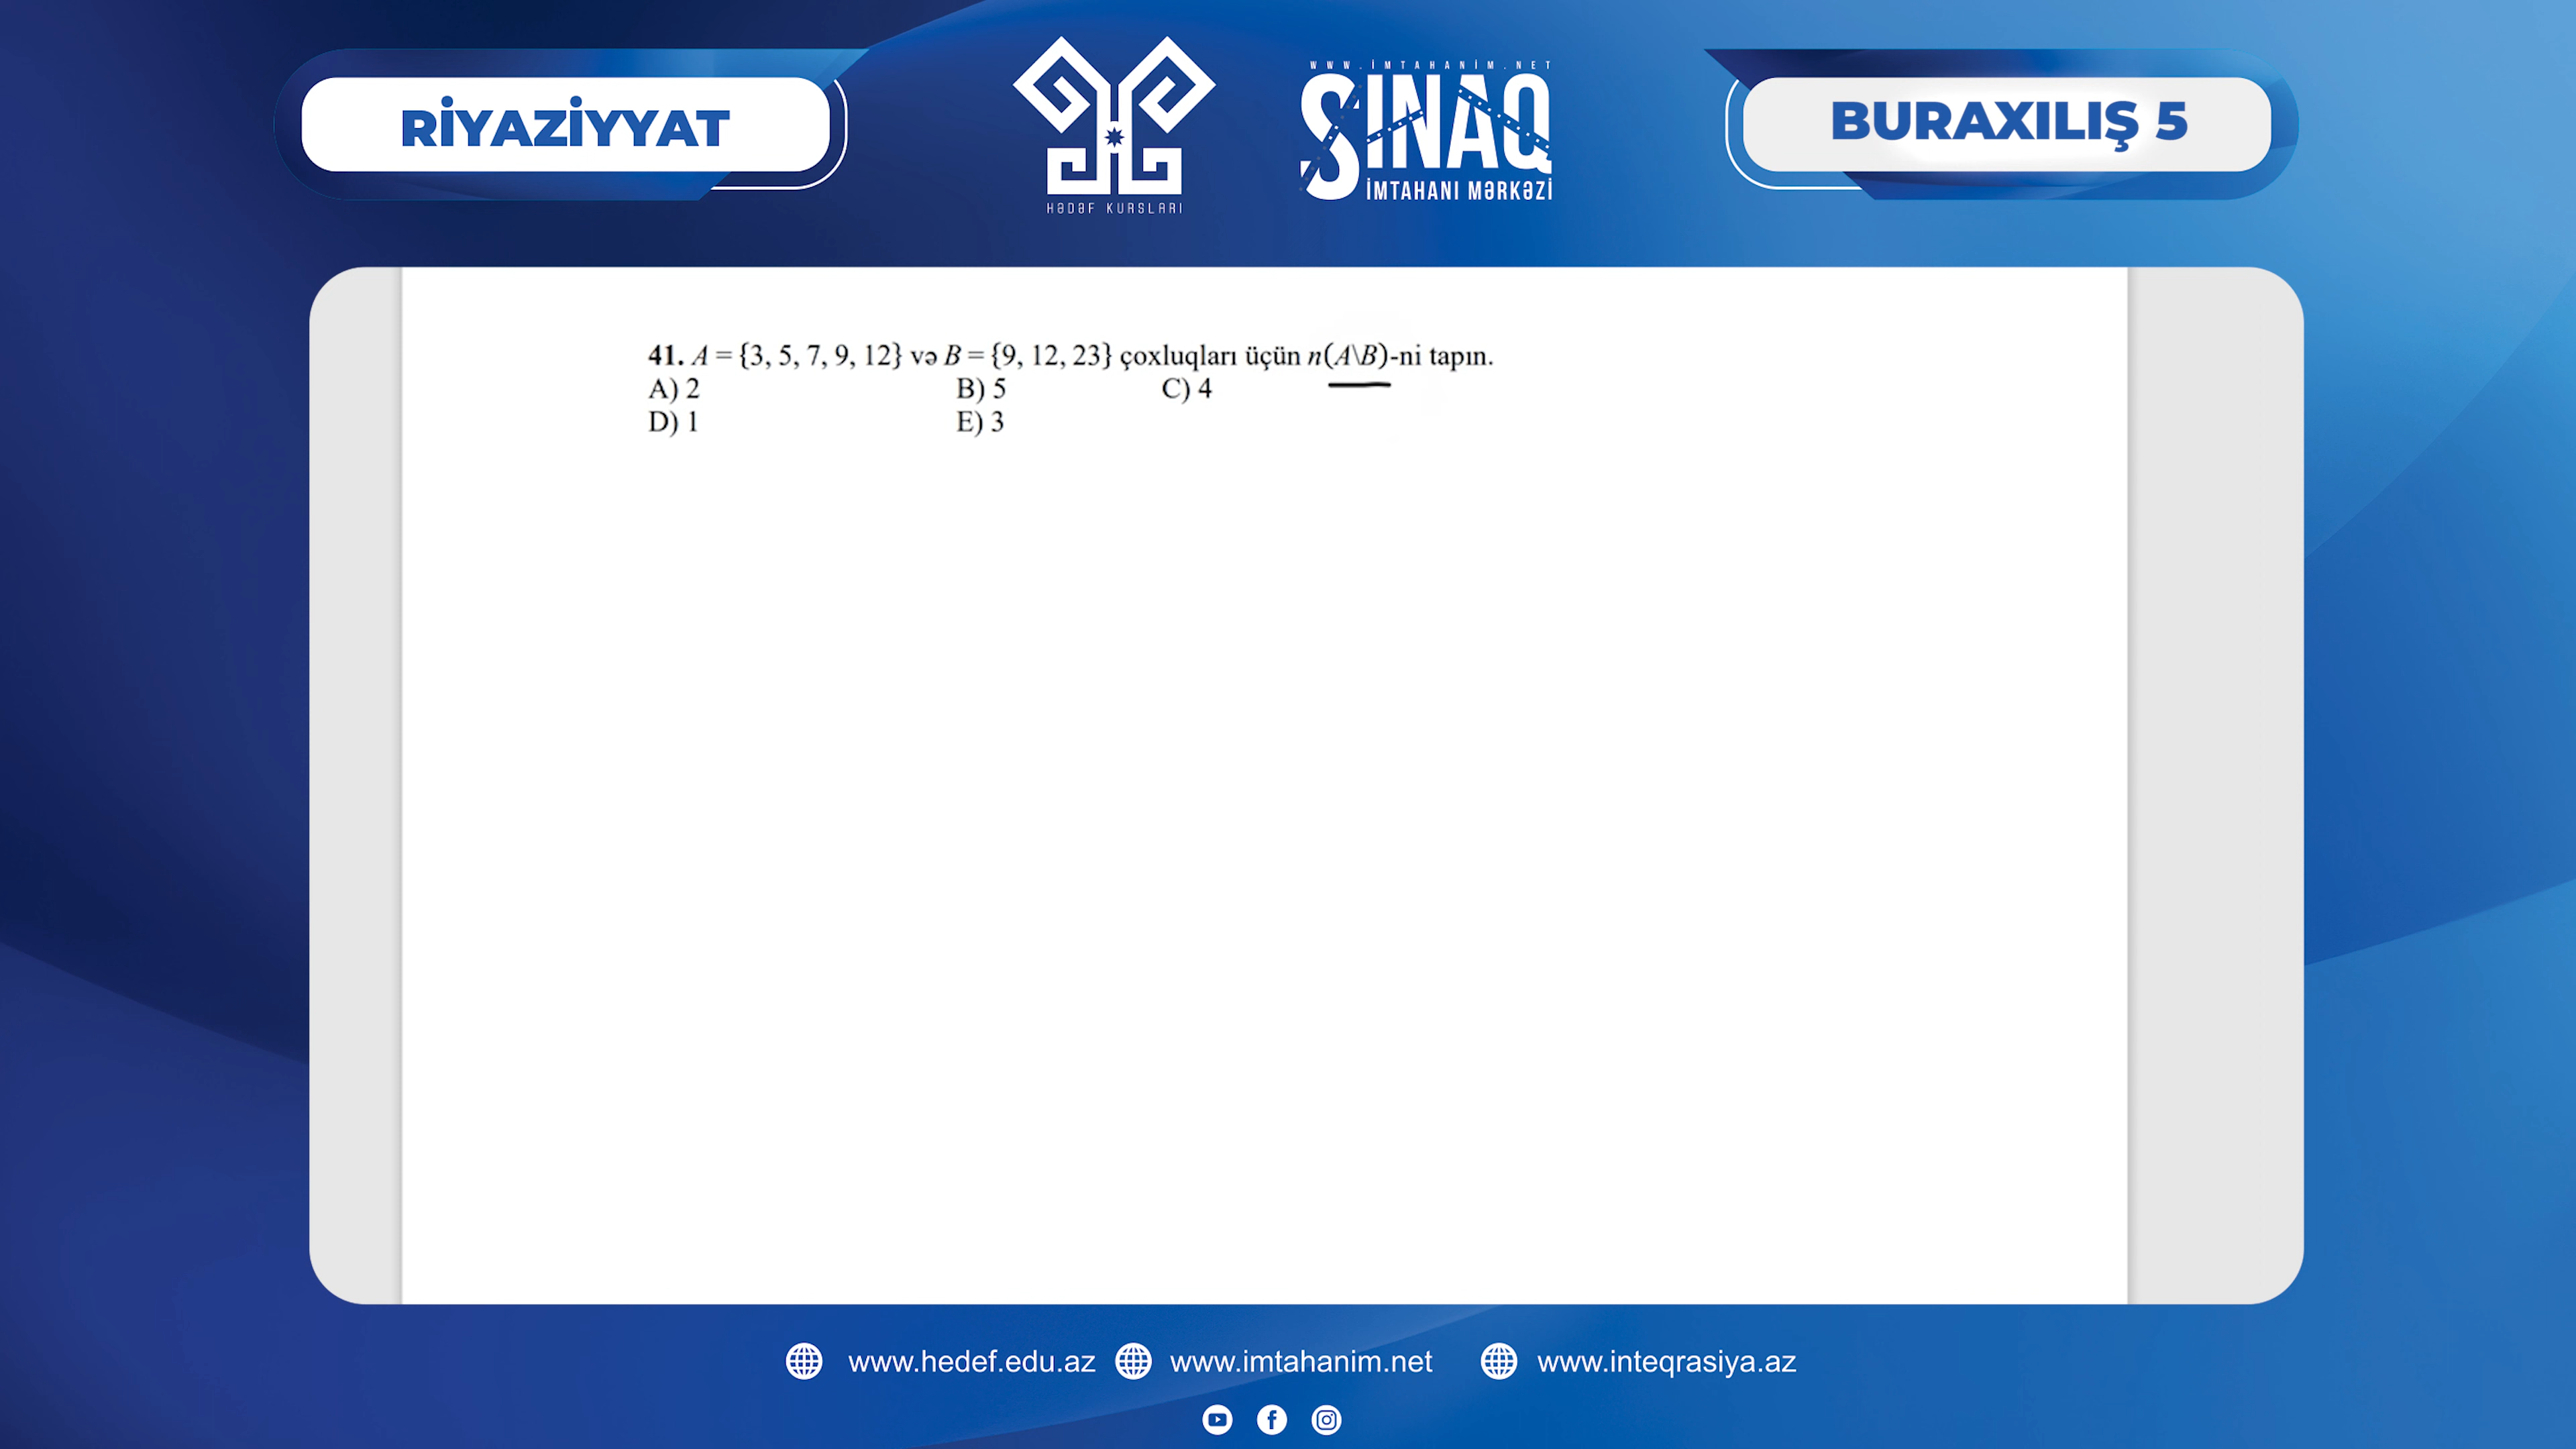 RİYAZİYYAT
HƏDƏF KURSLARI
WWW.İMTAHANİM.NET
SINAQ
İMTAHANI MƏRKƏZİ
BURAXILIŞ 5
41. A = {3, 5, 7, 9, 12} və B = {9, 12, 23} çoxluqları üçün n(A\B)-ni tapın.
A) 2 B) 5 C) 4
D) 1 E) 3
www.hedef.edu.az www.imtahanim.net www.inteqrasiya.az